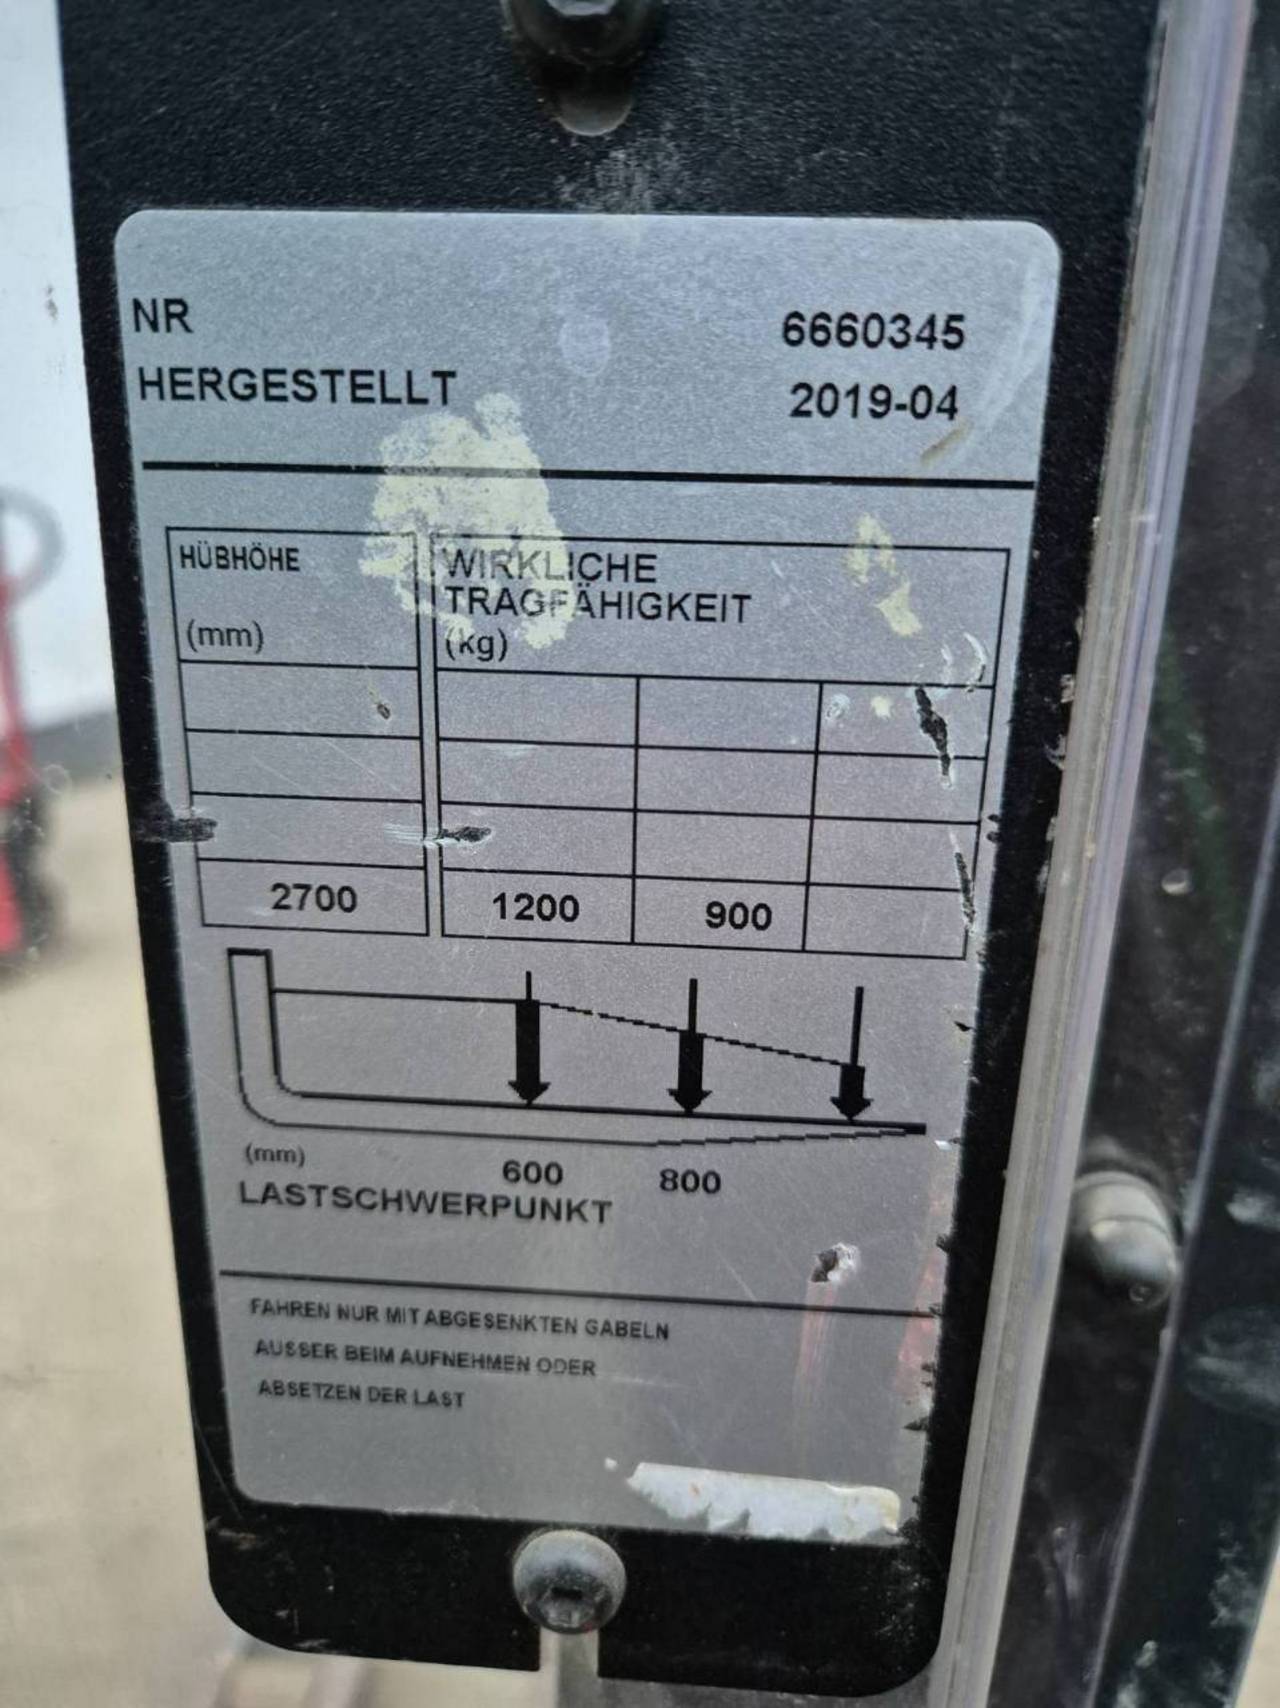 NR 6660345
HERGESTELLT 2019-04
HÜBHÖHE
(mm)
WIRKLICHE
TRAGFÄHIGKEIT
(kg)
2700 1200 900
(mm) 600 800
LASTSCHWERPUNKT
FAHREN NUR MIT ABGESENKTEN GABELN
AUSSER BEIM AUFNEHMEN ODER
ABSETZEN DER LAST